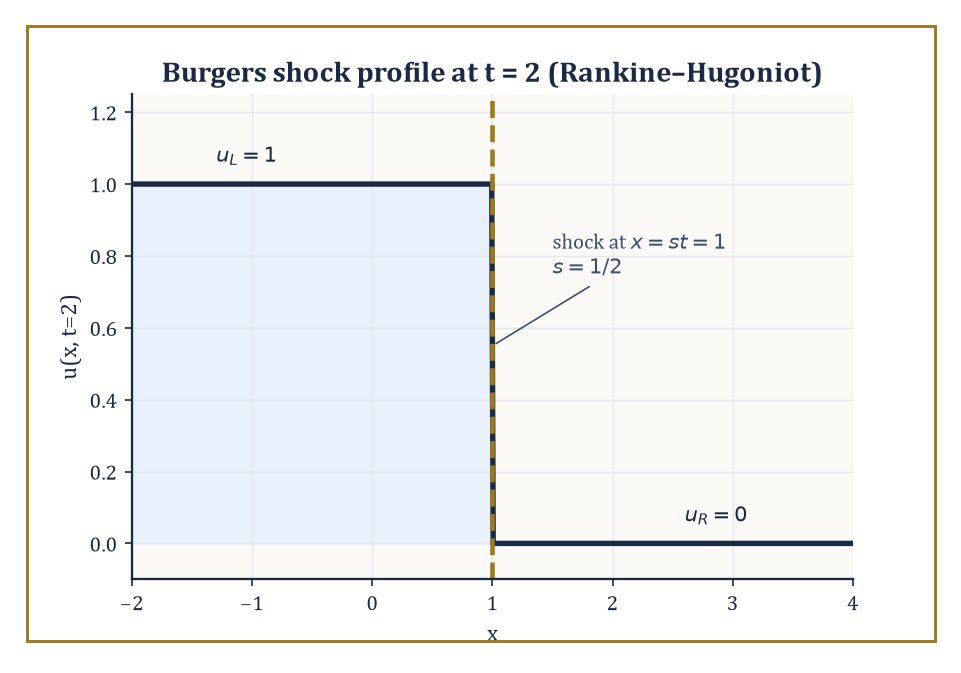 Burgers shock profile at t = 2 (Rankine–Hugoniot)
1.2
u_L = 1
1.0
shock at x = st = 1
0.8
s = 1/2
u(x, t=2)
0.6
0.4
0.2
u_R = 0
0.0
−2 −1 0 1 2 3 4
x